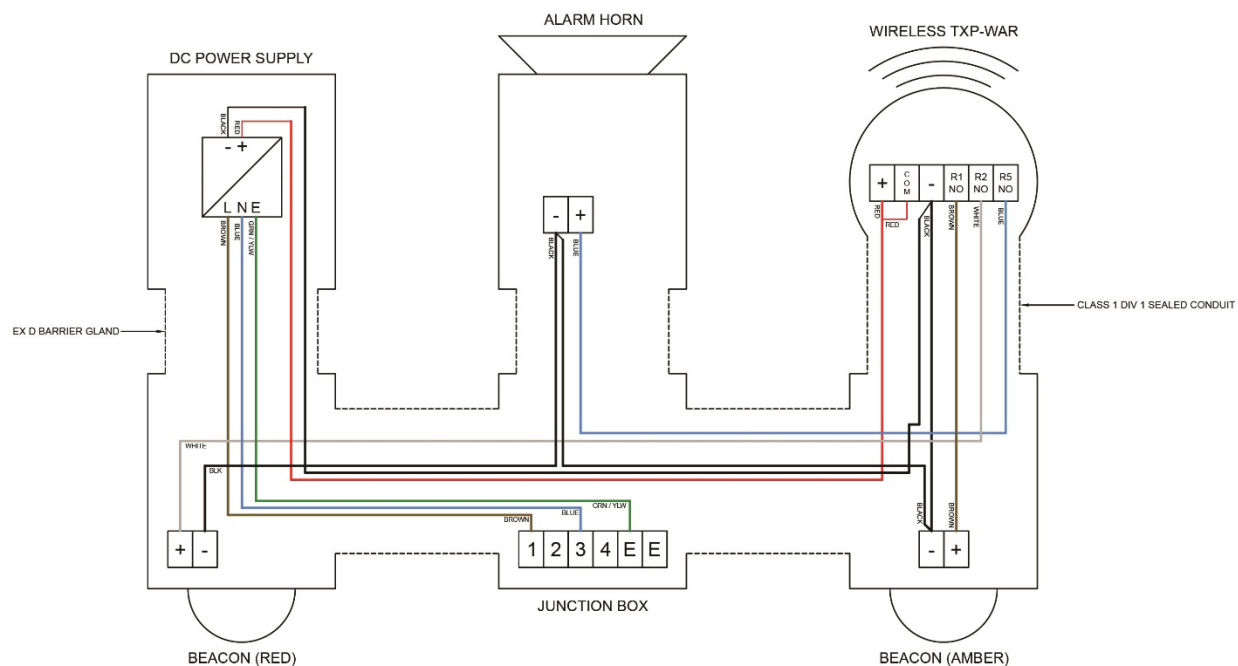 ALARM HORN
WIRELESS TXP-WAR
DC POWER SUPPLY
BLACK
RED
- +
L N E
BROWN
BLUE
GRN / YLW
- +
BLACK
BLUE
+
COM
-
R1 NO
R2 NO
R5 NO
RED
RED
BLACK
BROWN
WHITE
BLUE
EX D BARRIER GLAND
CLASS 1 DIV 1 SEALED CONDUIT
WHITE
BLK
BROWN
BLUE
GRN / YLW
BLACK
BROWN
+ -
1 2 3 4 E E
- +
JUNCTION BOX
BEACON (RED)
BEACON (AMBER)